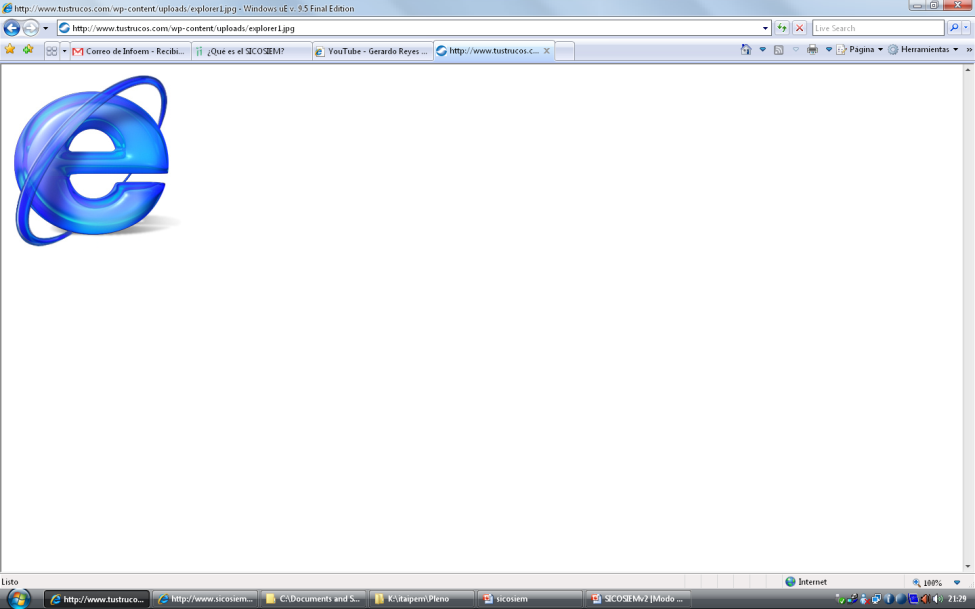 http://www.tustrucos.com/wp-content/uploads/explorer1.jpg - Windows uE v. 9.5 Final Edition
http://www.tustrucos.com/wp-content/uploads/explorer1.jpg
Live Search
Correo de Infoem - Recibi...
¿Qué es el SICOSIEM?
YouTube - Gerardo Reyes ...
http://www.tustrucos.c...
Página
Herramientas
Listo
Internet
100%
http://www.tustruco...
http://www.sicosiem...
C:\Documents and S...
K:\itaipem\Pleno
sicosiem
SICOSIEMv2 [Modo ...
21:29